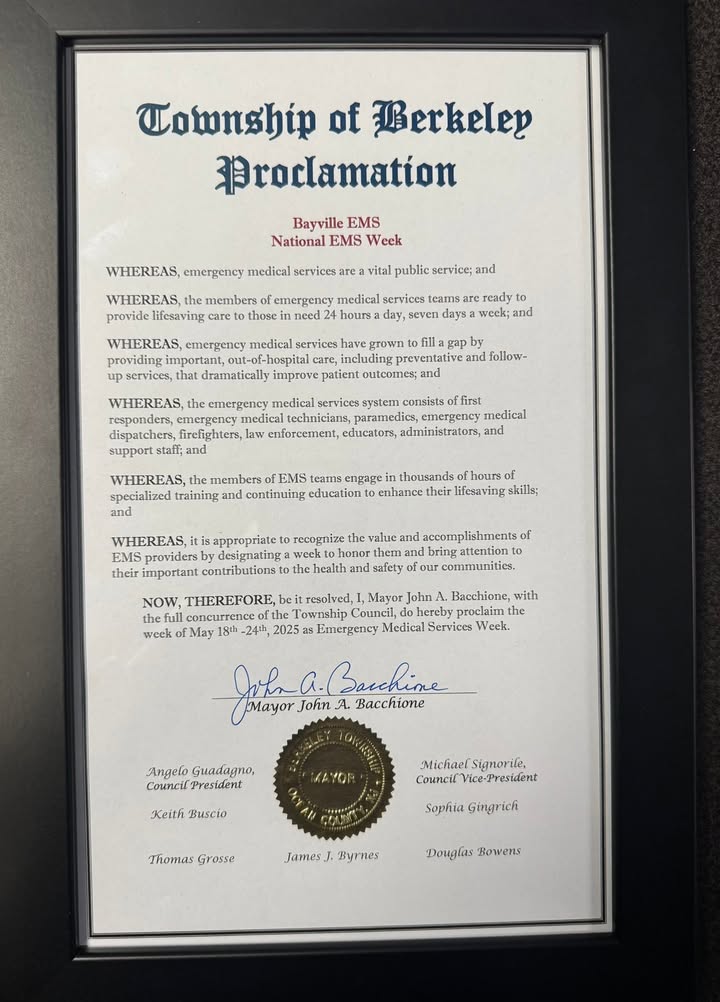 Township of Berkeley
Proclamation
Bayville EMS
National EMS Week
WHEREAS, emergency medical services are a vital public service; and
WHEREAS, the members of emergency medical services teams are ready to
provide lifesaving care to those in need 24 hours a day, seven days a week; and
WHEREAS, emergency medical services have grown to fill a gap by
providing important, out-of-hospital care, including preventative and follow-
up services, that dramatically improve patient outcomes; and
WHEREAS, the emergency medical services system consists of first
responders, emergency medical technicians, paramedics, emergency medical
dispatchers, firefighters, law enforcement, educators, administrators, and
support staff; and
WHEREAS, the members of EMS teams engage in thousands of hours of
specialized training and continuing education to enhance their lifesaving skills;
and
WHEREAS, it is appropriate to recognize the value and accomplishments of
EMS providers by designating a week to honor them and bring attention to
their important contributions to the health and safety of our communities.
NOW, THEREFORE, be it resolved, I, Mayor John A. Bacchione, with
the full concurrence of the Township Council, do hereby proclaim the
week of May 18th -24th, 2025 as Emergency Medical Services Week.
John A. Bacchione
Mayor John A. Bacchione
BERKELEY TOWNSHIP
MAYOR
OCEAN COUNTY, N.J.
Angelo Guadagno,
Council President
Michael Signorile,
Council Vice-President
Keith Buscio
Sophia Gingrich
Thomas Grosse
James J. Byrnes
Douglas Bowens